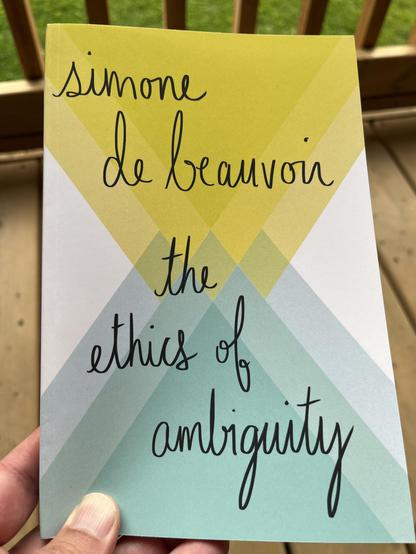 simone
de beauvoir
the
ethics of
ambiguity